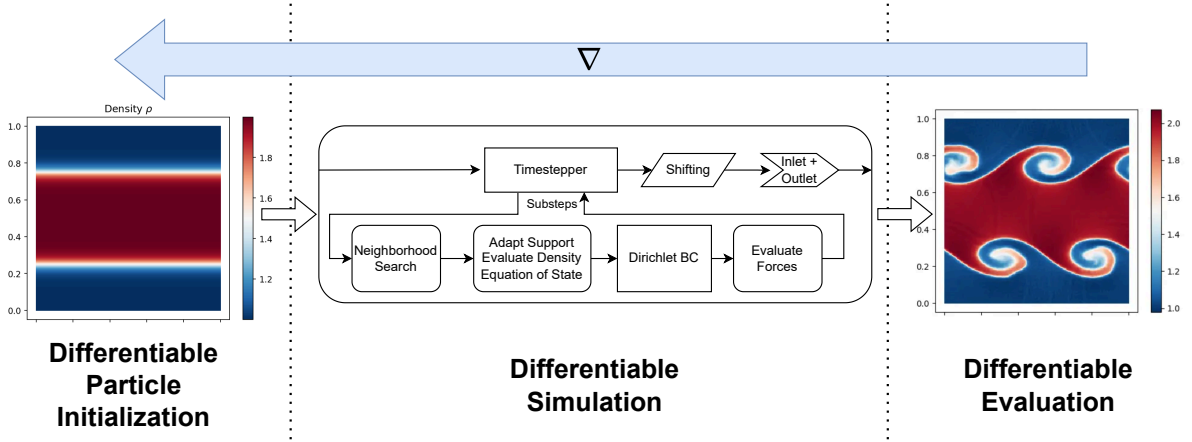 ∇
Density ρ
1.0
0.8
0.6
0.4
0.2
0.0
1.8
1.6
1.4
1.2
Timestepper
Shifting
Inlet +
Outlet
Substeps
Neighborhood
Search
Adapt Support
Evaluate Density
Equation of State
Dirichlet BC
Evaluate
Forces
1.0
0.8
0.6
0.4
0.2
0.0
2.0
1.8
1.6
1.4
1.2
1.0
Differentiable
Particle
Initialization
Differentiable
Simulation
Differentiable
Evaluation